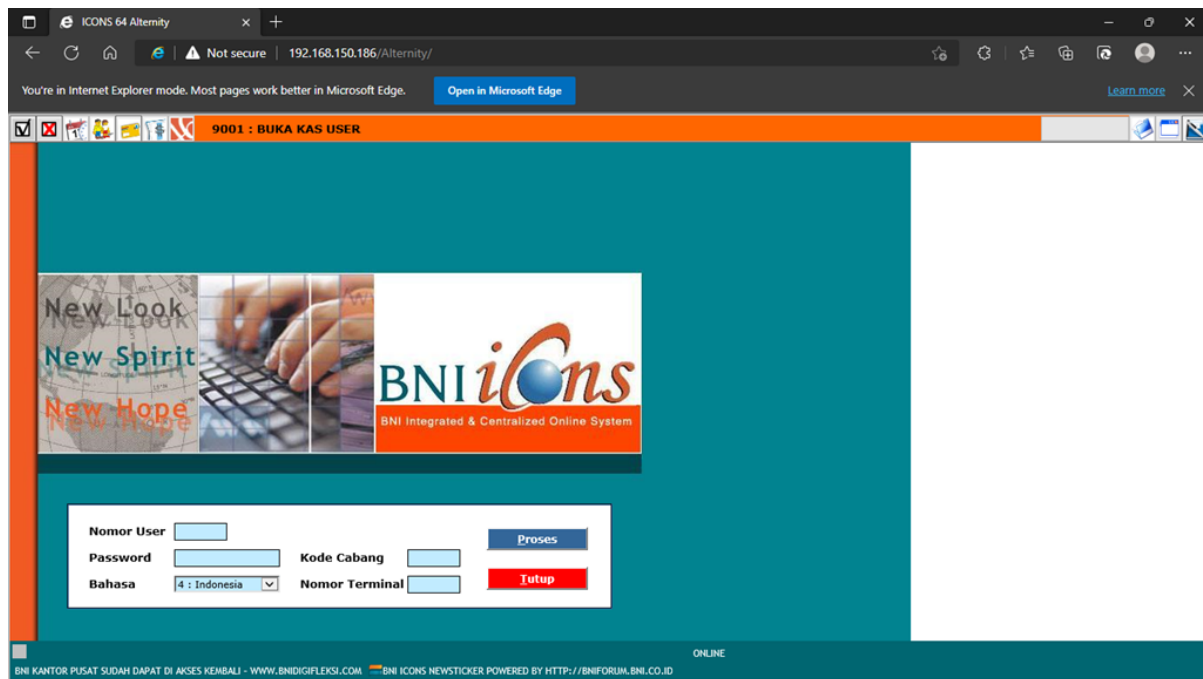 ICONS 64 Alternity
Not secure | 192.168.150.186/Alternity/
You're in Internet Explorer mode. Most pages work better in Microsoft Edge.
Open in Microsoft Edge
Learn more
9001 : BUKA KAS USER
New Look
New Spirit
New Hope
BNI icons
BNI Integrated & Centralized Online System
Nomor User
Proses
Password
Kode Cabang
Bahasa
4 : Indonesia
Nomor Terminal
Tutup
ONLINE
BNI KANTOR PUSAT SUDAH DAPAT DI AKSES KEMBALI - WWW.BNIDIGIFLEKSI.COM
BNI ICONS NEWSTICKER POWERED BY HTTP://BNIFORUM.BNI.CO.ID